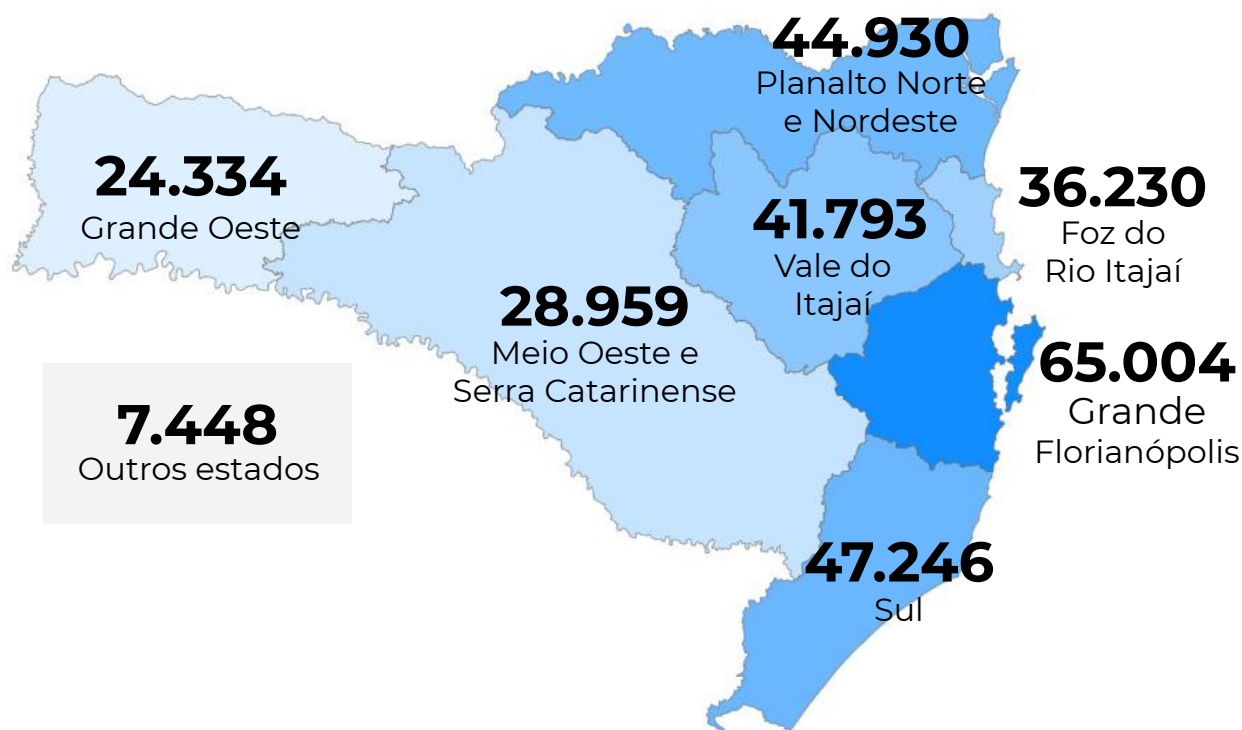 44.930
Planalto Norte
e Nordeste
24.334
Grande Oeste
36.230
Foz do
Rio Itajaí
41.793
Vale do
Itajaí
28.959
Meio Oeste e
Serra Catarinense
65.004
Grande
Florianópolis
7.448
Outros estados
47.246
Sul